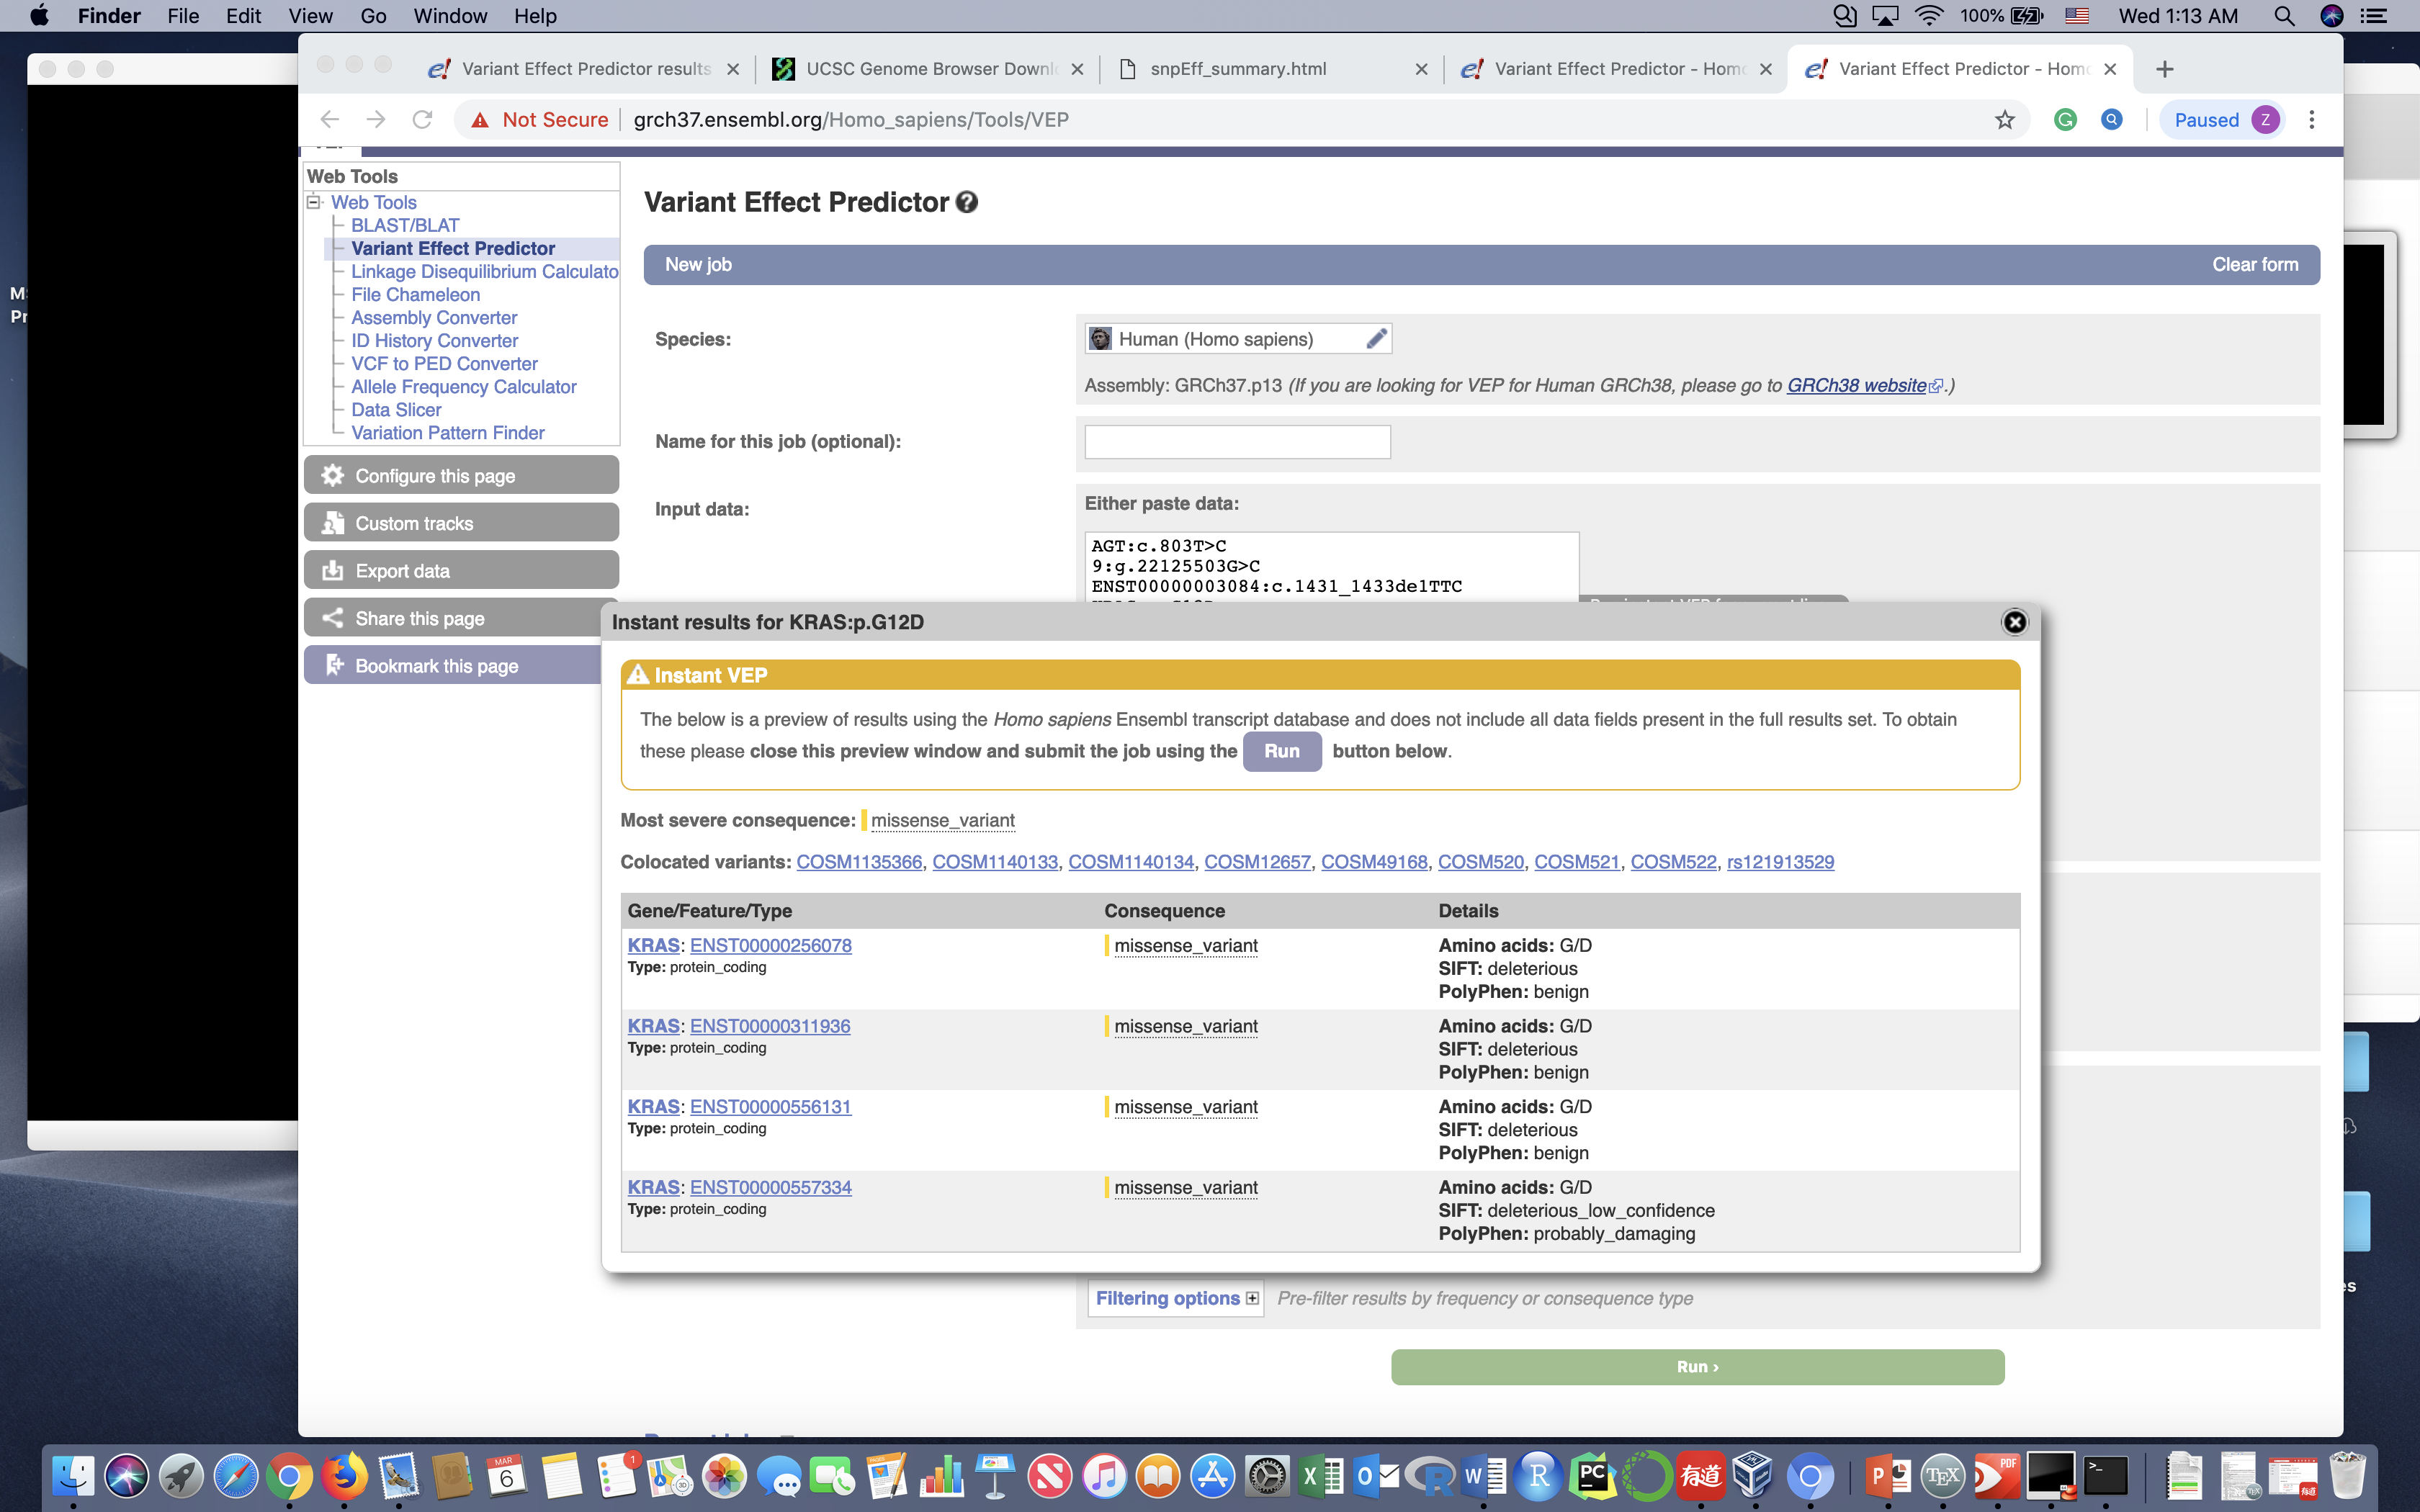 Finder File Edit View Go Window Help 100% Wed 1:13 AM
Variant Effect Predictor results UCSC Genome Browser Downl snpEff_summary.html Variant Effect Predictor - Homo Variant Effect Predictor - Homo
Not Secure grch37.ensembl.org/Homo_sapiens/Tools/VEP Paused Z
Web Tools
Web Tools
BLAST/BLAT
Variant Effect Predictor
Linkage Disequilibrium Calculato
File Chameleon
Assembly Converter
ID History Converter
VCF to PED Converter
Allele Frequency Calculator
Data Slicer
Variation Pattern Finder
Configure this page
Custom tracks
Export data
Share this page
Bookmark this page
Variant Effect Predictor
New job Clear form
Species: Human (Homo sapiens)
Assembly: GRCh37.p13 (If you are looking for VEP for Human GRCh38, please go to GRCh38 website.)
Name for this job (optional):
Input data: Either paste data:
AGT:c.803T>C
9:g.22125503G>C
ENST00000003084:c.1431_1433delTTC
Instant results for KRAS:p.G12D
Instant VEP
The below is a preview of results using the Homo sapiens Ensembl transcript database and does not include all data fields present in the full results set. To obtain
these please close this preview window and submit the job using the Run button below.
Most severe consequence: missense_variant
Colocated variants: COSM1135366, COSM1140133, COSM1140134, COSM12657, COSM49168, COSM520, COSM521, COSM522, rs121913529
Gene/Feature/Type Consequence Details
KRAS: ENST00000256078 missense_variant Amino acids: G/D
Type: protein_coding SIFT: deleterious
PolyPhen: benign
KRAS: ENST00000311936 missense_variant Amino acids: G/D
Type: protein_coding SIFT: deleterious
PolyPhen: benign
KRAS: ENST00000556131 missense_variant Amino acids: G/D
Type: protein_coding SIFT: deleterious
PolyPhen: benign
KRAS: ENST00000557334 missense_variant Amino acids: G/D
Type: protein_coding SIFT: deleterious_low_confidence
PolyPhen: probably_damaging
Filtering options Pre-filter results by frequency or consequence type
Run ›
MAR
6
1
有道
PDF